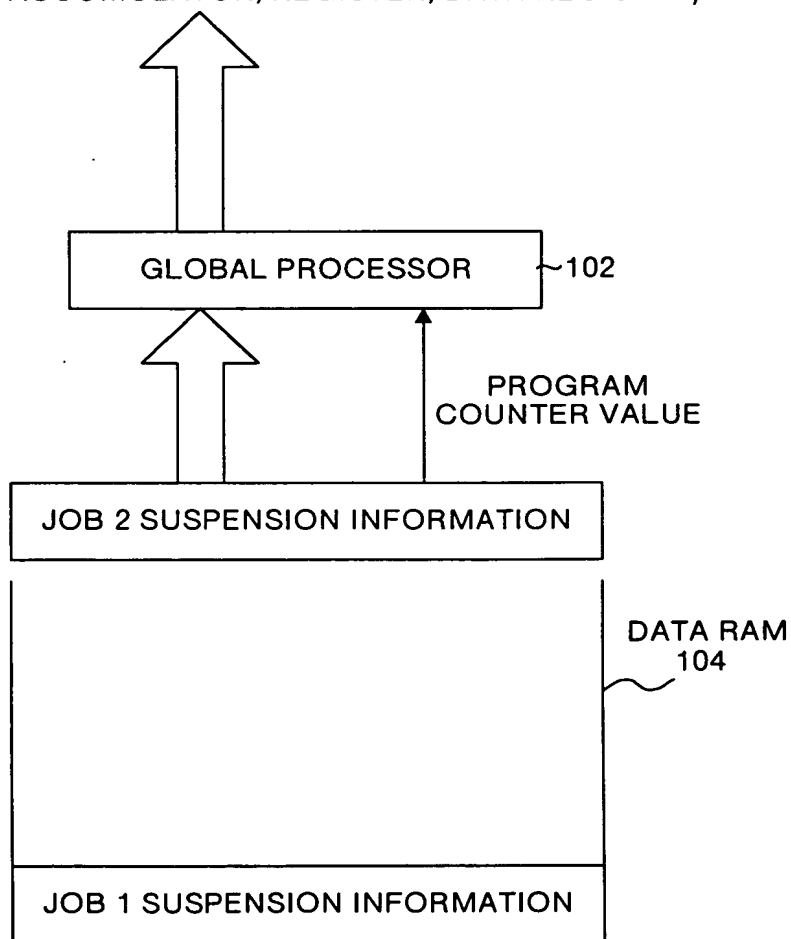 GLOBAL PROCESSOR
102
PROGRAM
COUNTER VALUE
JOB 2 SUSPENSION INFORMATION
DATA RAM
104
JOB 1 SUSPENSION INFORMATION